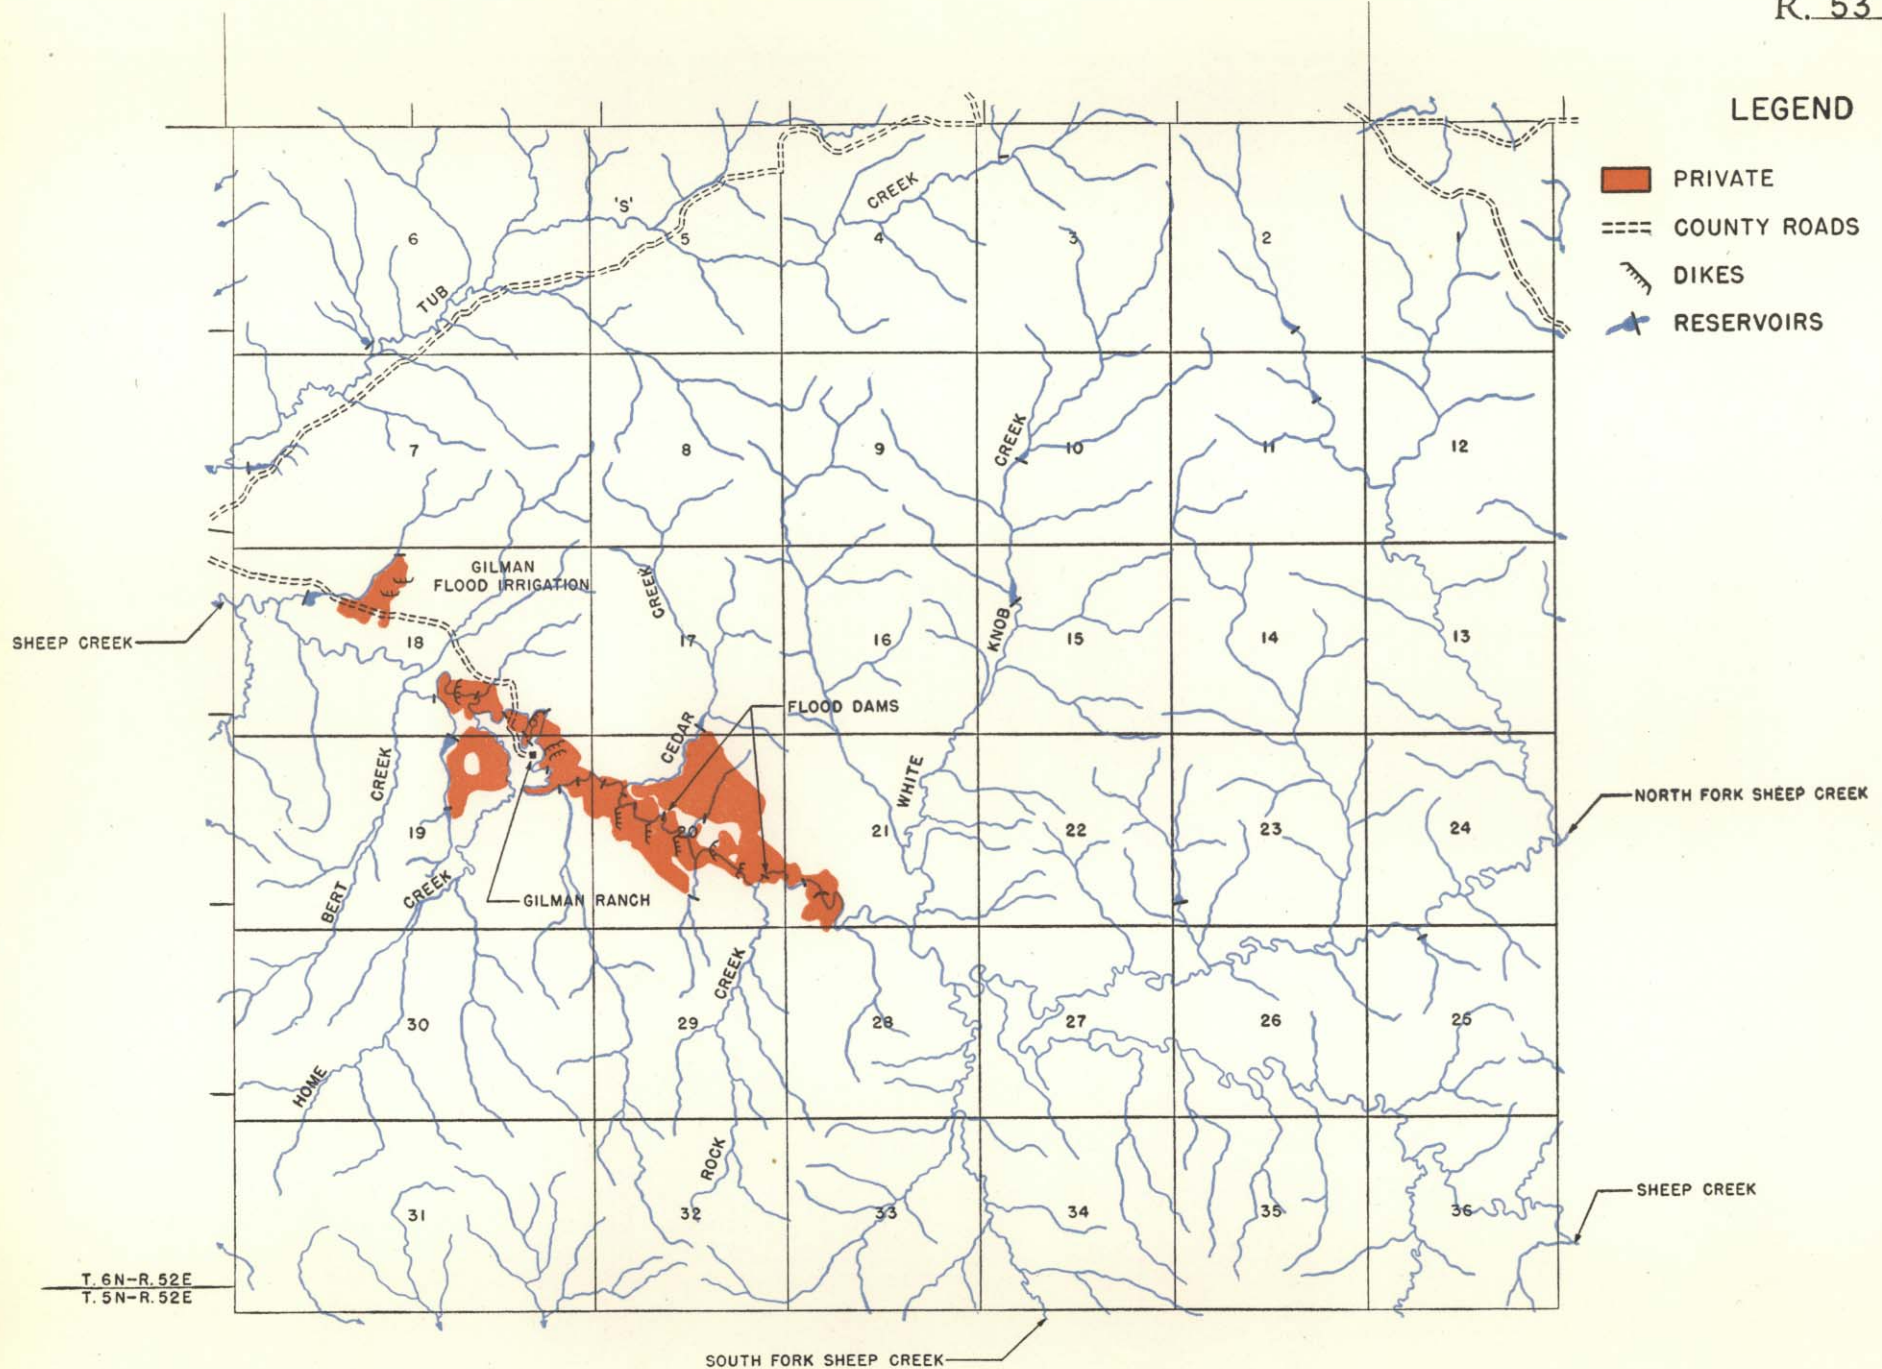 R. 53
LEGEND
PRIVATE
COUNTY ROADS
DIKES
RESERVOIRS
'S'
CREEK
6
5
4
3
2
1
TUB
7
8
9
CREEK
10
11
12
GILMAN
FLOOD IRRIGATION
CREEK
KNOB
SHEEP CREEK
18
17
16
15
14
13
FLOOD DAMS
CEDAR
CREEK
WHITE
NORTH FORK SHEEP CREEK
19
20
21
22
23
24
BERT
CREEK
GILMAN RANCH
CREEK
30
29
28
27
26
25
HOME
ROCK
SHEEP CREEK
31
32
33
34
35
36
T. 6N-R. 52E
T. 5N-R. 52E
SOUTH FORK SHEEP CREEK